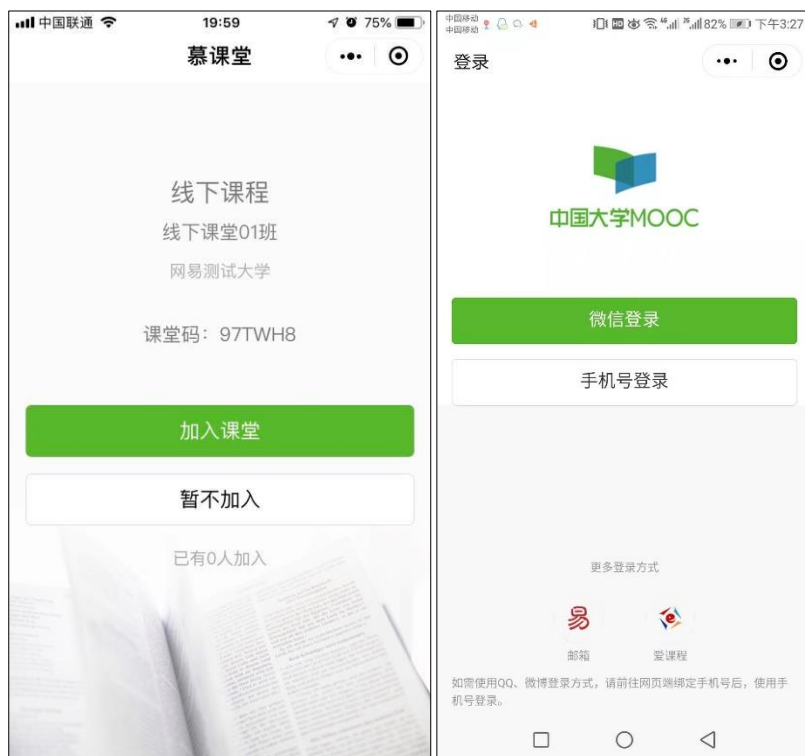 中国联通
19:59
75%
慕课堂
线下课程
线下课堂01班
网易测试大学
课堂码：97TWH8
加入课堂
暂不加入
已有0人加入
中国移动
中国移动
HD
46
26
82%
下午3:27
登录
中国大学MOOC
微信登录
手机号登录
更多登录方式
易
e
邮箱
爱课程
如需使用QQ、微博登录方式，请前往网页端绑定手机号后，使用手
机号登录。